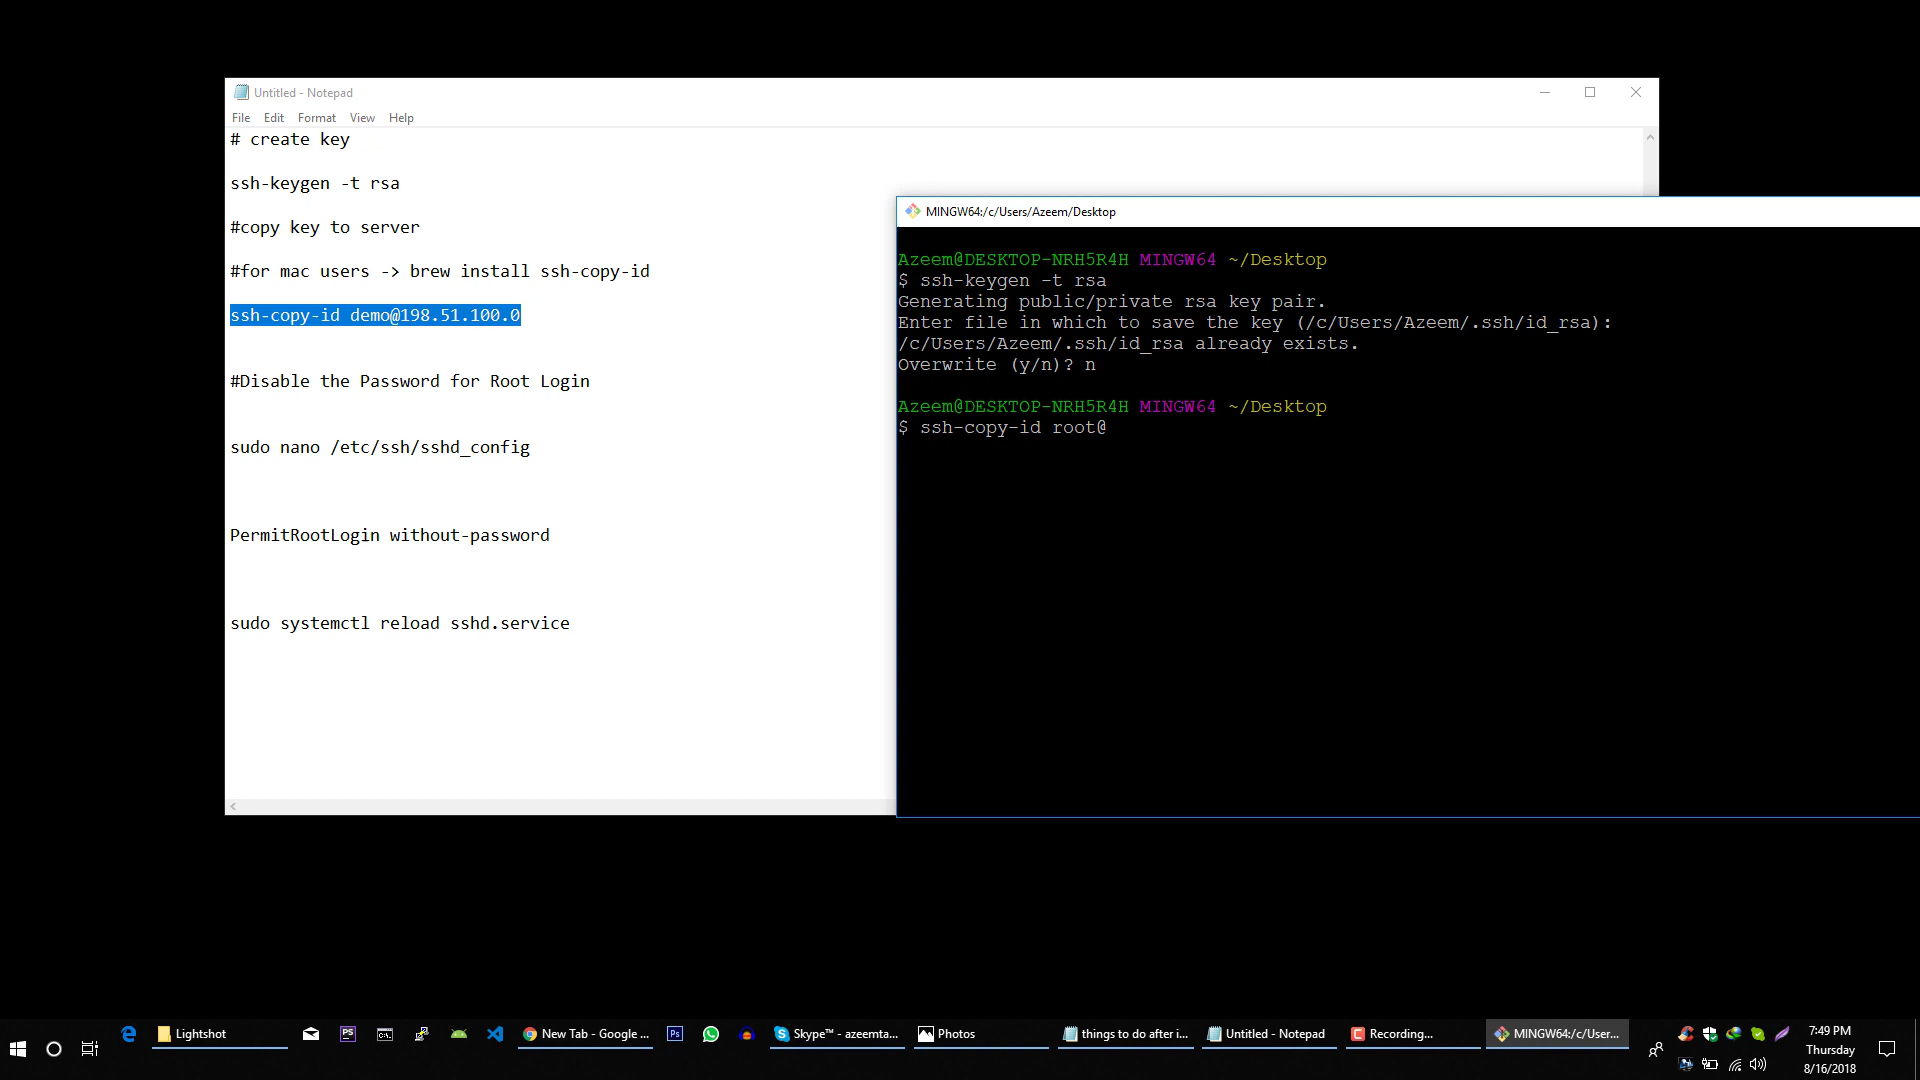 Untitled - Notepad
File Edit Format View Help
# create key
ssh-keygen -t rsa
#copy key to server
#for mac users -> brew install ssh-copy-id
ssh-copy-id demo@198.51.100.0
#Disable the Password for Root Login
sudo nano /etc/ssh/sshd_config
PermitRootLogin without-password
sudo systemctl reload sshd.service
MINGW64:/c/Users/Azeem/Desktop
Azeem@DESKTOP-NRH5R4H MINGW64 ~/Desktop
$ ssh-keygen -t rsa
Generating public/private rsa key pair.
Enter file in which to save the key (/c/Users/Azeem/.ssh/id_rsa):
/c/Users/Azeem/.ssh/id_rsa already exists.
Overwrite (y/n)? n
Azeem@DESKTOP-NRH5R4H MINGW64 ~/Desktop
$ ssh-copy-id root@
Lightshot
PS
C:\
New Tab - Google ...
Ps
Skype™ - azeemta...
Photos
things to do after i...
Untitled - Notepad
Recording...
MINGW64:/c/User...
7:49 PM
Thursday
8/16/2018